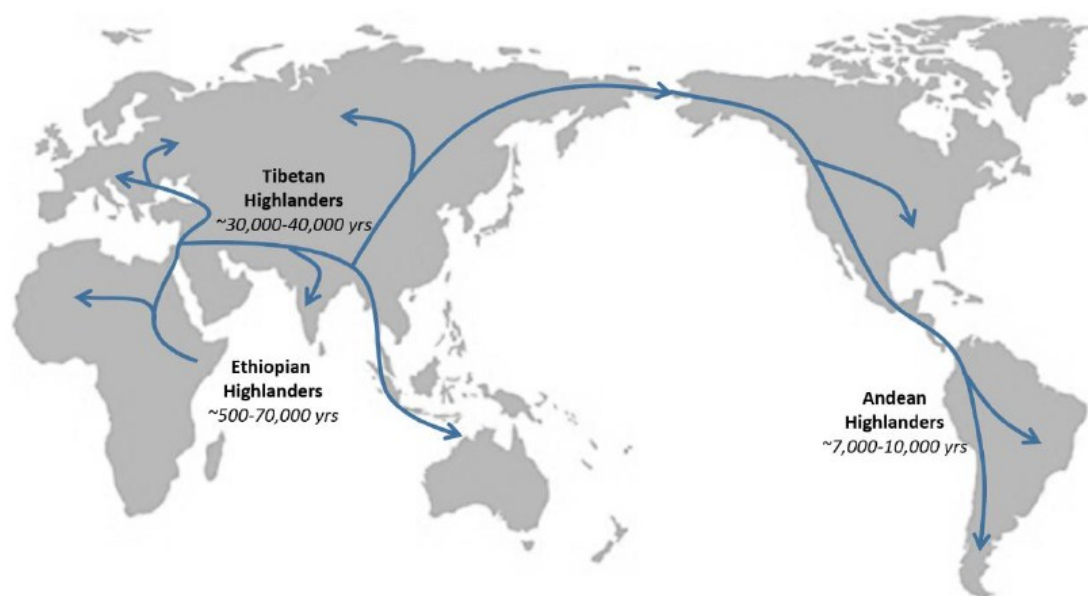 Tibetan
Highlanders
~30,000-40,000 yrs
Ethiopian
Highlanders
~500-70,000 yrs
Andean
Highlanders
~7,000-10,000 yrs